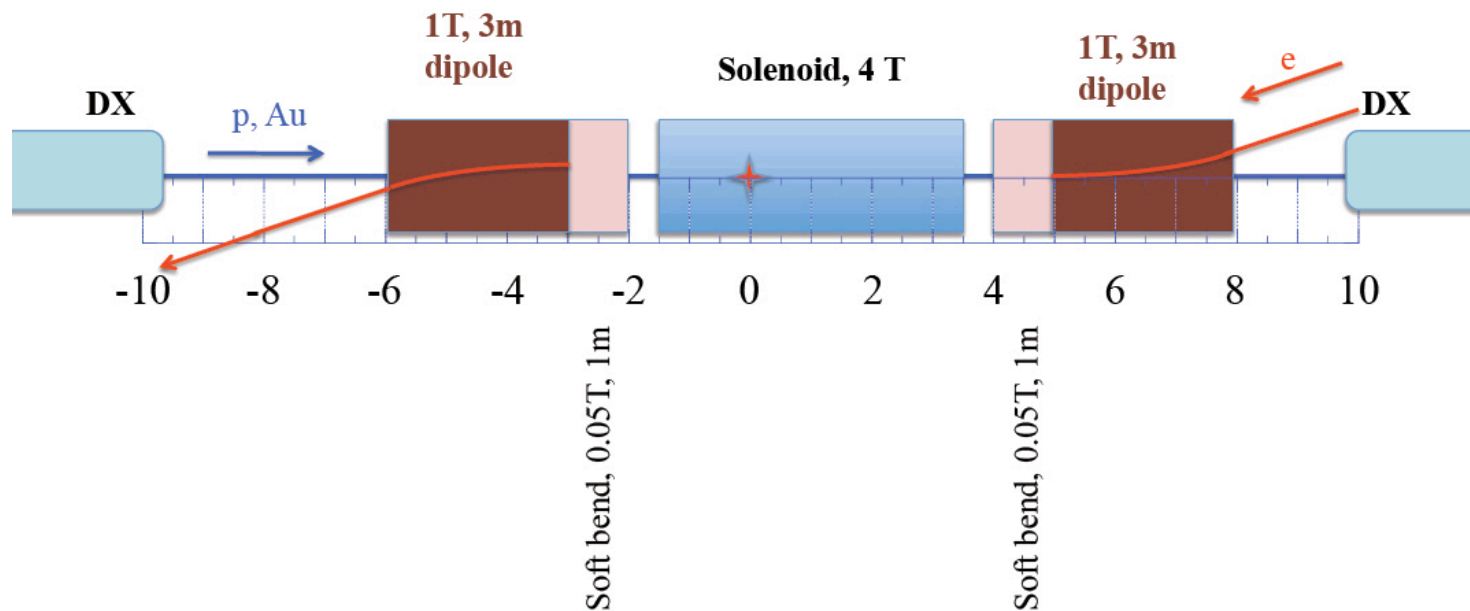 1T, 3m
dipole
Solenoid, 4 T
1T, 3m
dipole
e
DX
p, Au
DX
-10
-8
-6
-4
-2
0
2
4
6
8
10
Soft bend, 0.05T, 1m
Soft bend, 0.05T, 1m